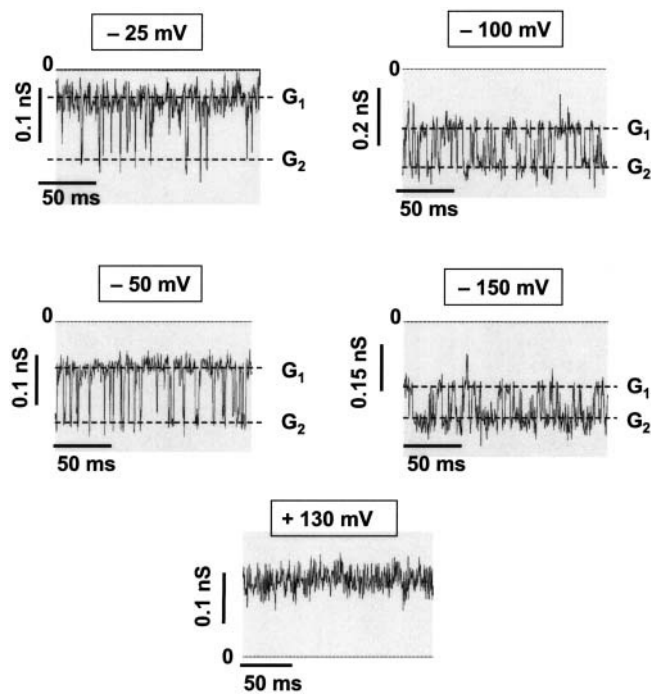 – 25 mV
0
G1
0.1 nS
G2
50 ms
– 100 mV
0
G1
0.2 nS
G2
50 ms
– 50 mV
0
G1
0.1 nS
G2
50 ms
– 150 mV
0
G1
0.15 nS
G2
50 ms
+ 130 mV
0.1 nS
0
50 ms